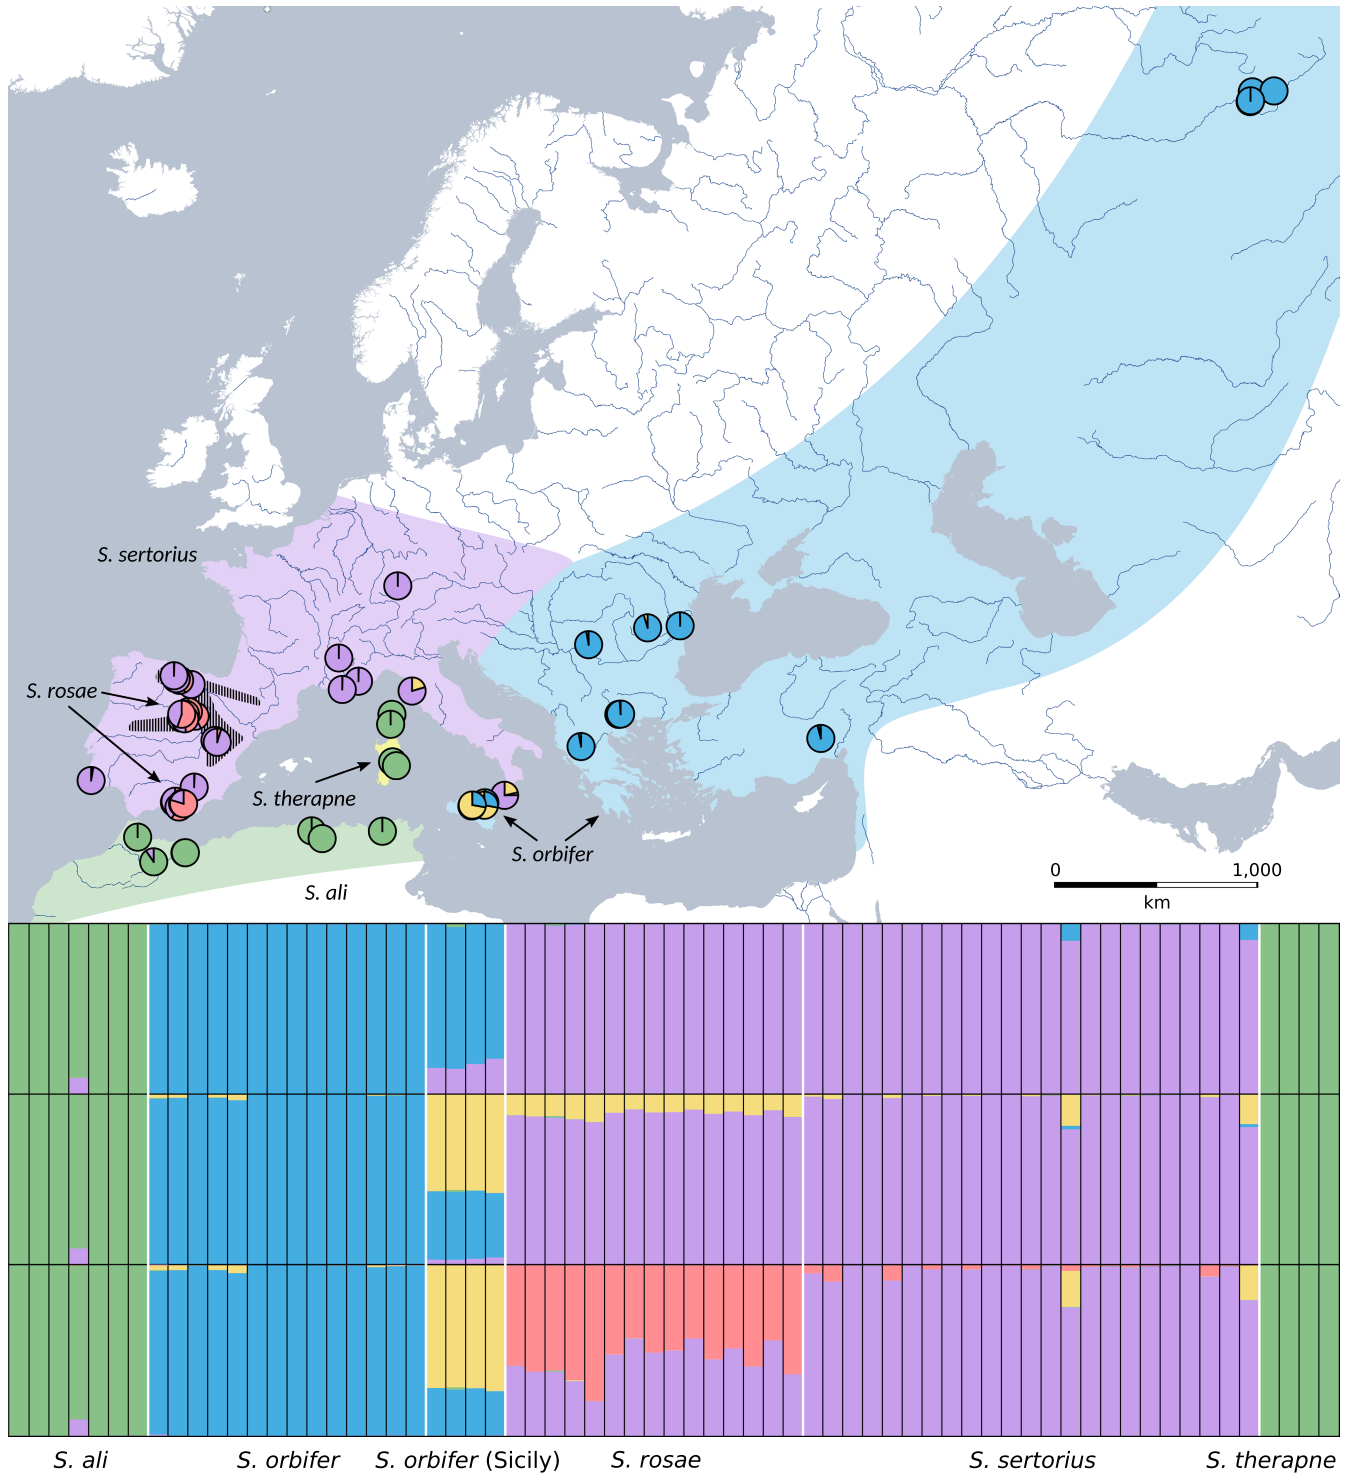 S. sertorius
S. rosae
S. therapne
S. orbifer
S. ali
0 1,000
km
S. ali S. orbifer S. orbifer (Sicily) S. rosae S. sertorius S. therapne